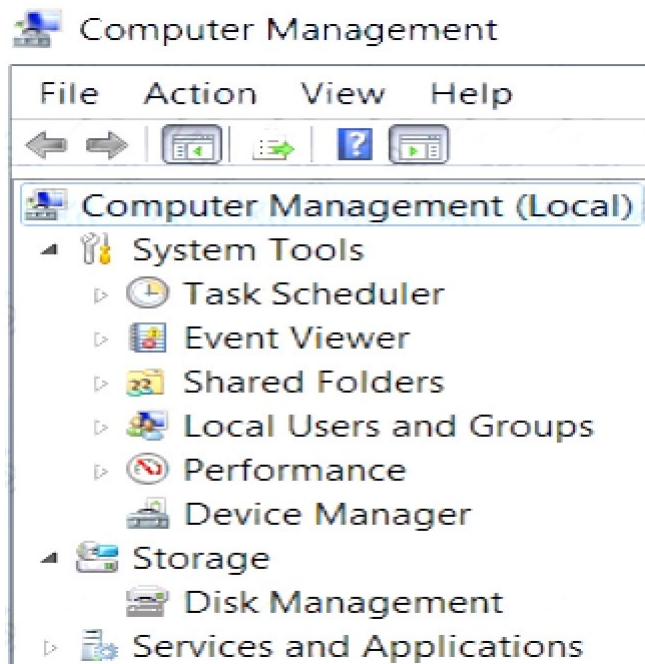 Computer Management
File Action View Help
Computer Management (Local)
System Tools
Task Scheduler
Event Viewer
Shared Folders
Local Users and Groups
Performance
Device Manager
Storage
Disk Management
Services and Applications